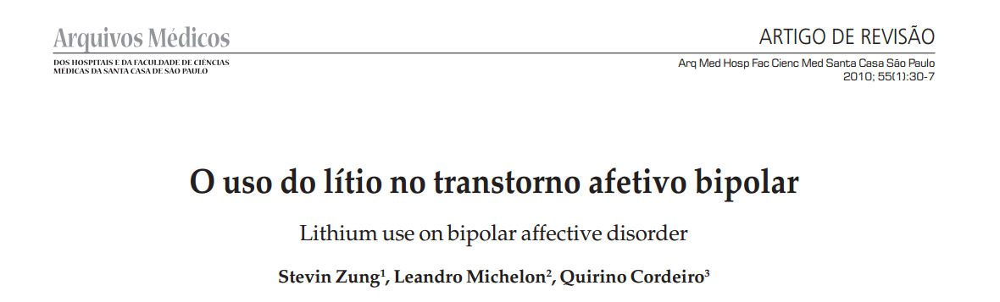 Arquivos Médicos
DOS HOSPITAIS E DA FACULDADE DE CIÊNCIAS
MÉDICAS DA SANTA CASA DE SÃO PAULO
ARTIGO DE REVISÃO
Arq Med Hosp Fac Cienc Med Santa Casa São Paulo
2010; 55(1):30-7
O uso do lítio no transtorno afetivo bipolar
Lithium use on bipolar affective disorder
Stevin Zung¹, Leandro Michelon², Quirino Cordeiro³